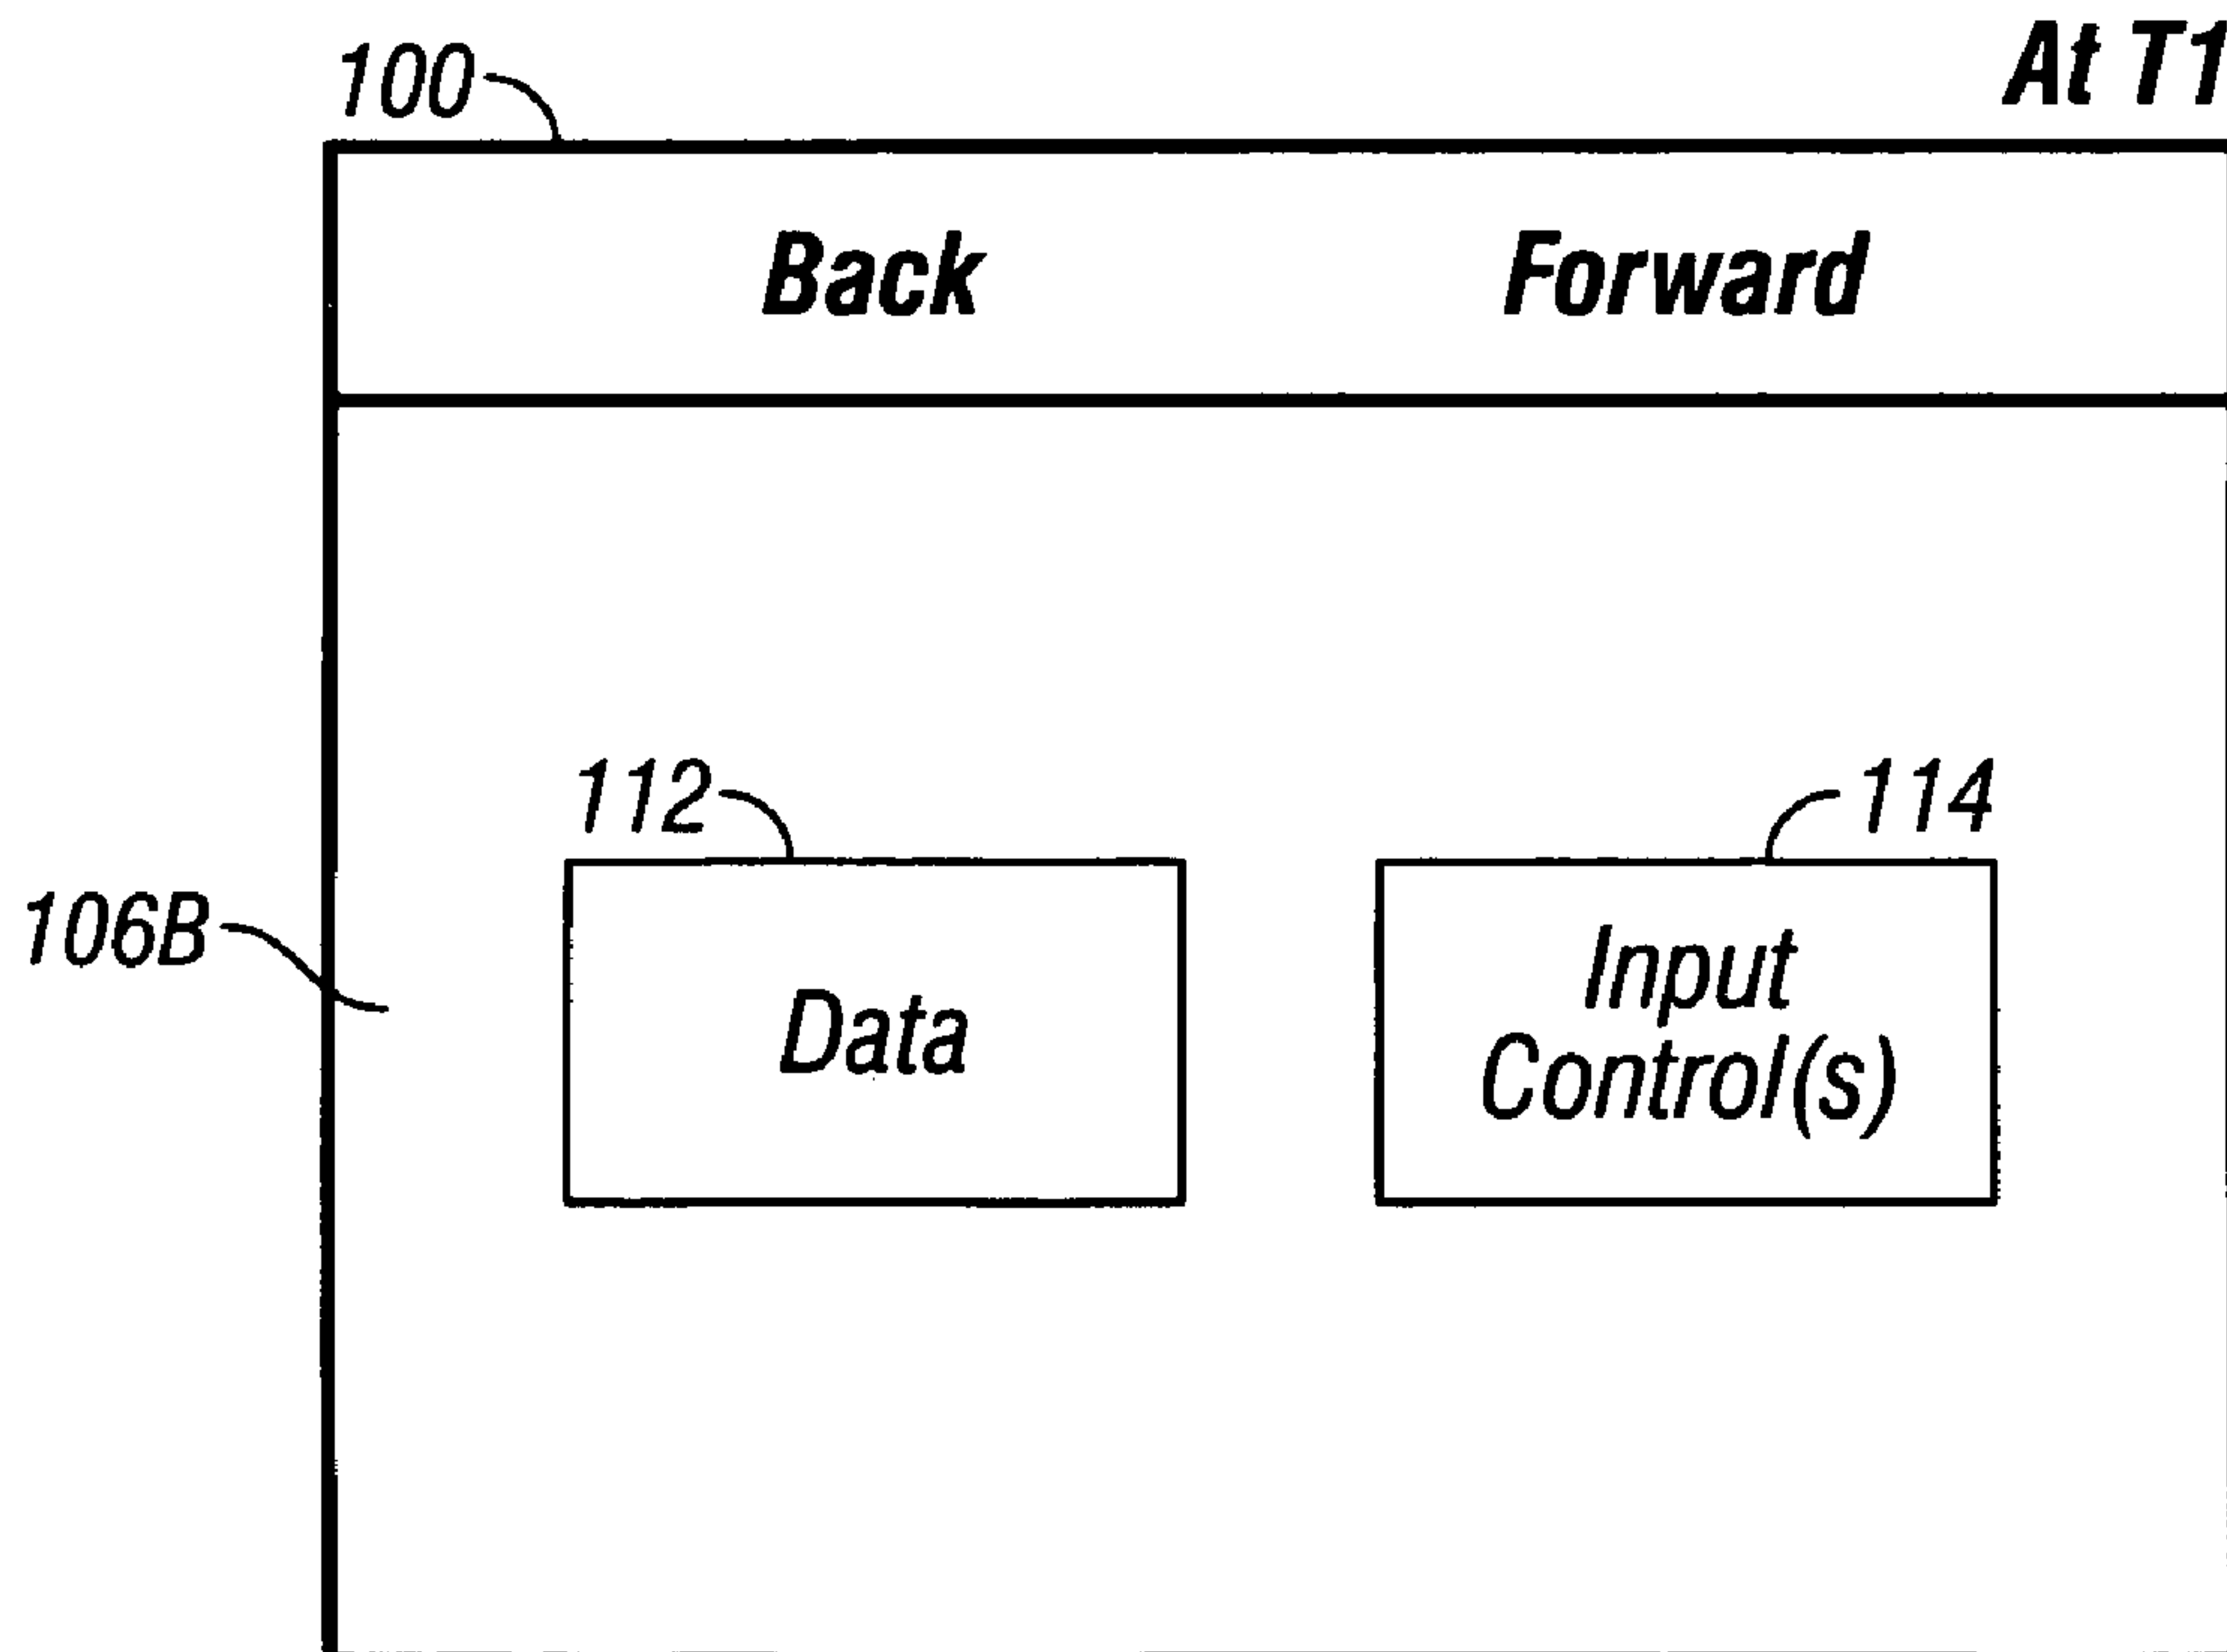 At T1
100
Back Forward
112 114
106B
Data
Input
Control(s)